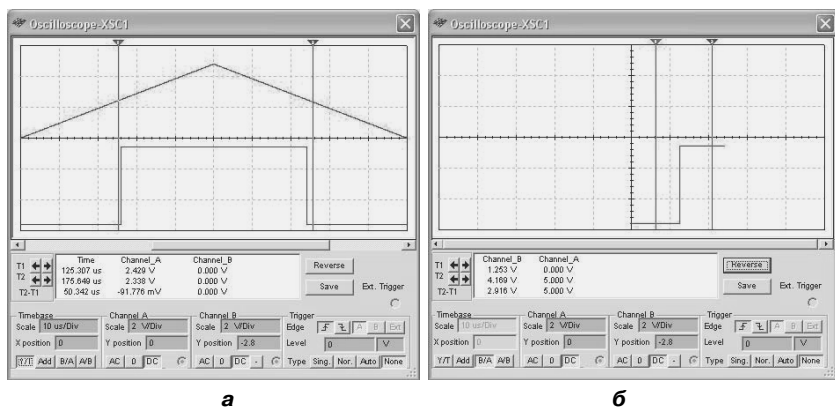 Oscilloscope-XSC1
Time Channel_A Channel_B
T1 125.307 us 2.429 V 0.000 V
T2 175.649 us 2.338 V 0.000 V
T2-T1 50.342 us -91.776 mV 0.000 V
Reverse
Save
Ext. Trigger
Timebase
Scale 10 us/Div
X position 0
Y/T Add B/A A/B
Channel A
Scale 2 V/Div
Y position 0
AC 0 DC
Channel B
Scale 2 V/Div
Y position -2.8
AC 0 DC -
Trigger
Edge A B Ext
Level 0 V
Type Sing. Nor. Auto None
а
Oscilloscope-XSC1
Channel_B Channel_A
T1 1.253 V 0.000 V
T2 4.169 V 5.000 V
T2-T1 2.916 V 5.000 V
Reverse
Save
Ext. Trigger
Timebase
Scale 10 us/Div
X position 0
Y/T Add B/A A/B
Channel A
Scale 2 V/Div
Y position 0
AC 0 DC
Channel B
Scale 2 V/Div
Y position -2.8
AC 0 DC -
Trigger
Edge A B Ext
Level 0 V
Type Sing. Nor. Auto None
б